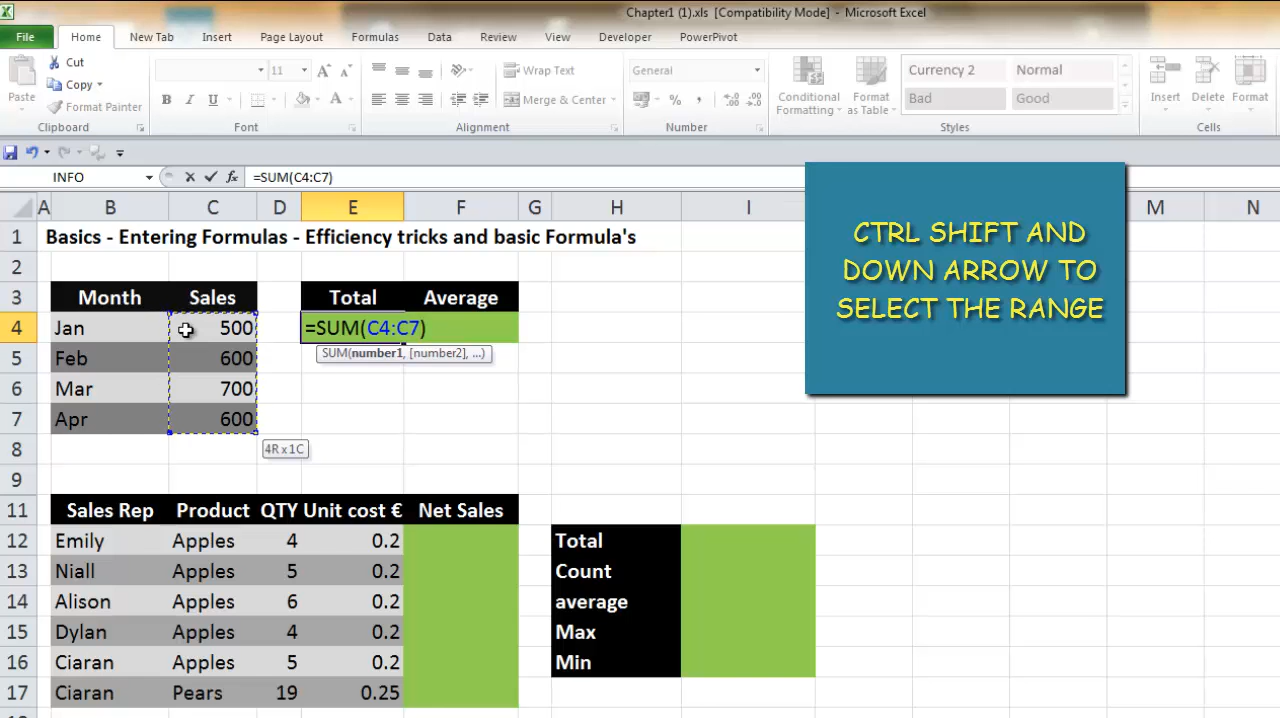 Chapter1 (1).xls [Compatibility Mode] - Microsoft Excel
File Home New Tab Insert Page Layout Formulas Data Review View Developer PowerPivot
Paste Cut Copy Format Painter
B I U A A A 11
Wrap Text
Merge & Center
General
%
Conditional Formatting
Format as Table
Currency 2 Normal
Bad Good
Insert Delete Format
Clipboard Font Alignment Number Styles Cells
INFO fx =SUM(C4:C7)
A B C D E F G H I M N
1 Basics - Entering Formulas - Efficiency tricks and basic Formula's
2
3 Month Sales Total Average
4 Jan 500 =SUM(C4:C7)
SUM(number1, [number2], ...)
5 Feb 600
6 Mar 700
7 Apr 600
8 4R x 1C
9
11 Sales Rep Product QTY Unit cost € Net Sales
12 Emily Apples 4 0.2 Total
13 Niall Apples 5 0.2 Count
14 Alison Apples 6 0.2 average
15 Dylan Apples 4 0.2 Max
16 Ciaran Apples 5 0.2 Min
17 Ciaran Pears 19 0.25
CTRL SHIFT AND
DOWN ARROW TO
SELECT THE RANGE